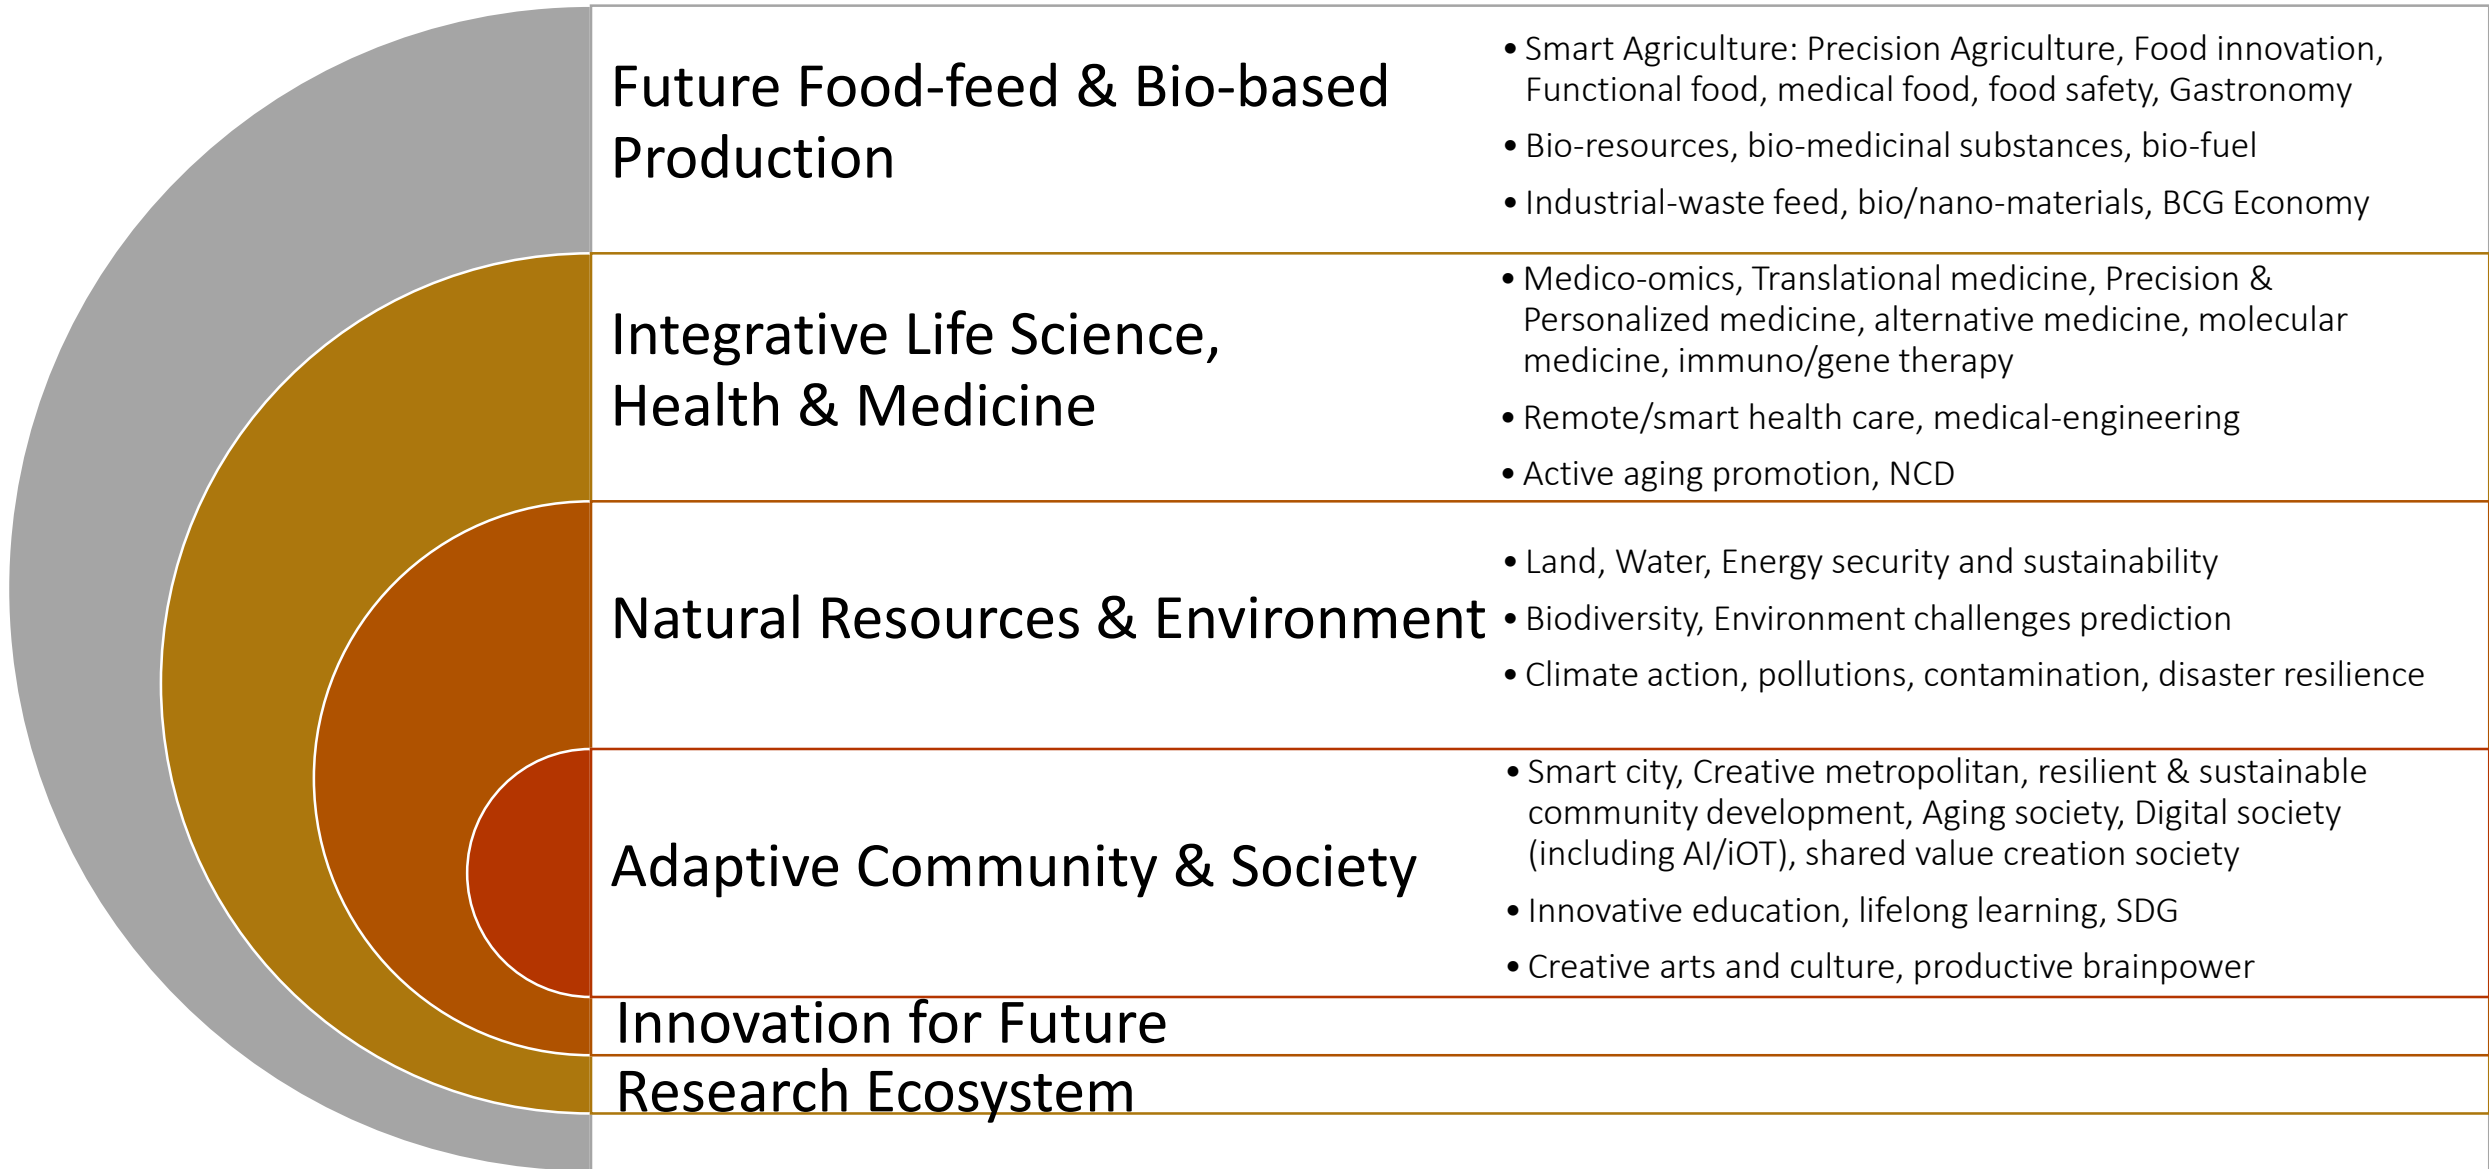 Future Food-feed & Bio-based
Production
• Smart Agriculture: Precision Agriculture, Food innovation,
Functional food, medical food, food safety, Gastronomy
• Bio-resources, bio-medicinal substances, bio-fuel
• Industrial-waste feed, bio/nano-materials, BCG Economy
Integrative Life Science,
Health & Medicine
• Medico-omics, Translational medicine, Precision &
Personalized medicine, alternative medicine, molecular
medicine, immuno/gene therapy
• Remote/smart health care, medical-engineering
• Active aging promotion, NCD
Natural Resources & Environment
• Land, Water, Energy security and sustainability
• Biodiversity, Environment challenges prediction
• Climate action, pollutions, contamination, disaster resilience
Adaptive Community & Society
• Smart city, Creative metropolitan, resilient & sustainable
community development, Aging society, Digital society
(including AI/iOT), shared value creation society
• Innovative education, lifelong learning, SDG
• Creative arts and culture, productive brainpower
Innovation for Future
Research Ecosystem